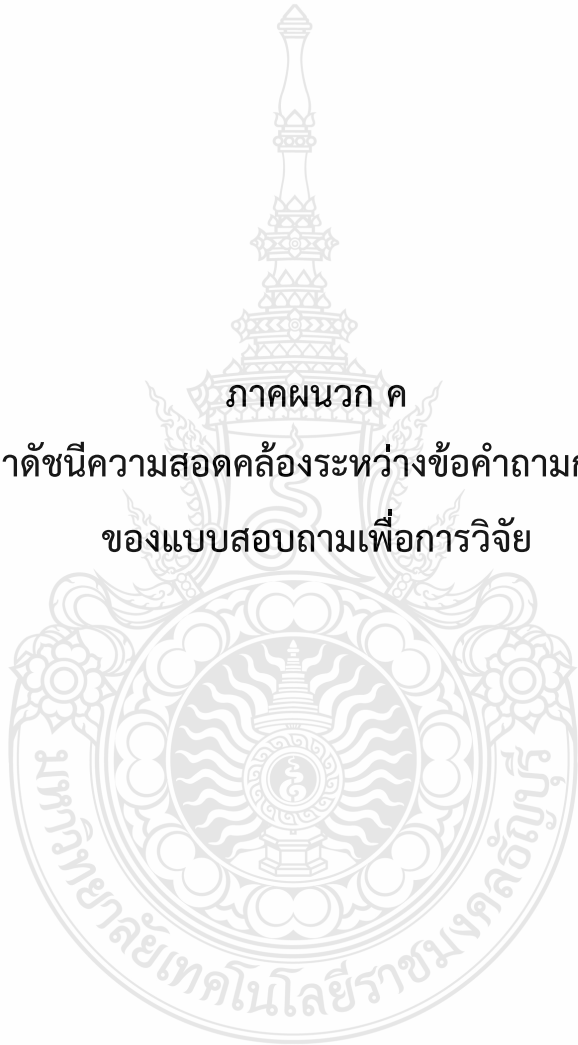 ภาคผนวก ค
าดัชนีความสอดคล้องระหว่างข้อคำถามก
ของแบบสอบถามเพื่อการวิจัย
มหาวิทยาลัยเทคโนโลยีราชมงคลธัญบุรี